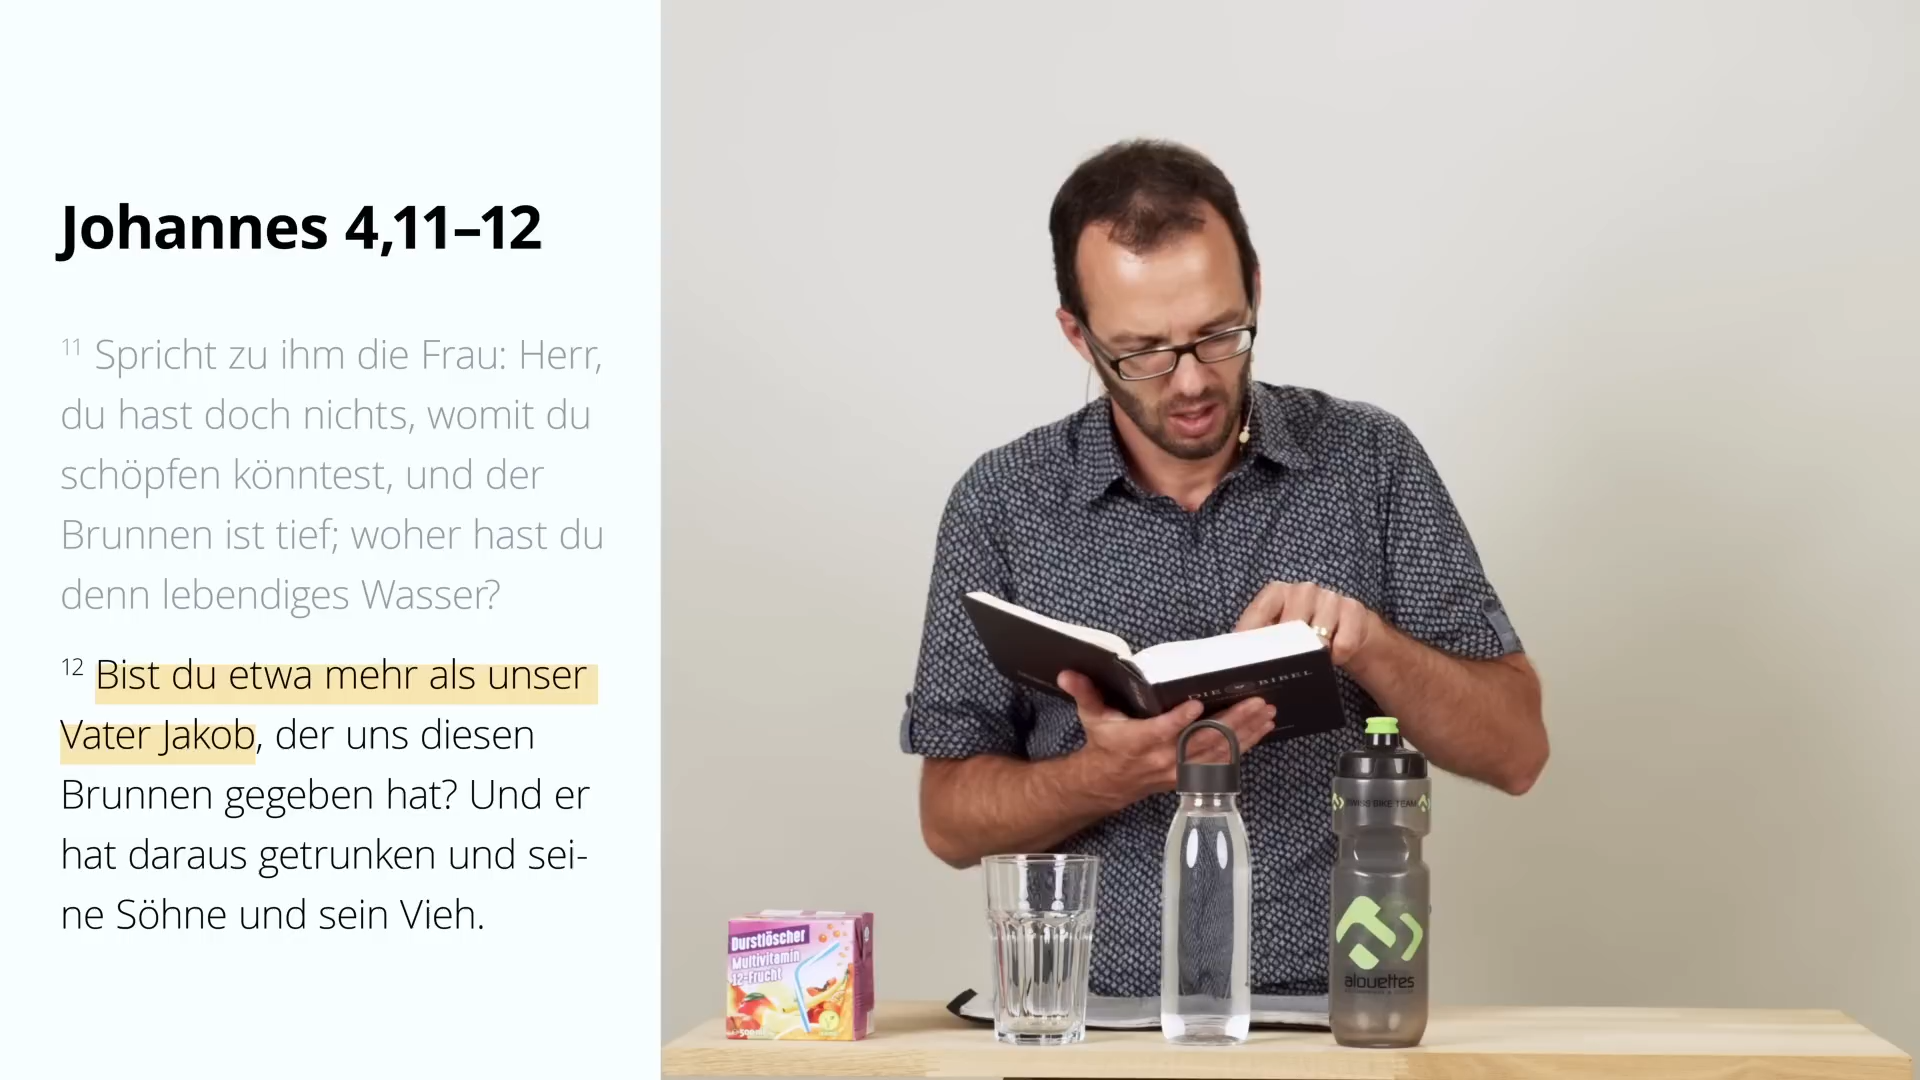 Johannes 4,11–12
11 Spricht zu ihm die Frau: Herr,
du hast doch nichts, womit du
schöpfen könntest, und der
Brunnen ist tief; woher hast du
denn lebendiges Wasser?
12 Bist du etwa mehr als unser
Vater Jakob, der uns diesen
Brunnen gegeben hat? Und er
hat daraus getrunken und sei-
ne Söhne und sein Vieh.
DIE BIBEL
SWISS BIKE TEAM
alouettes
Durstlöscher
Multivitamin
12-Frucht